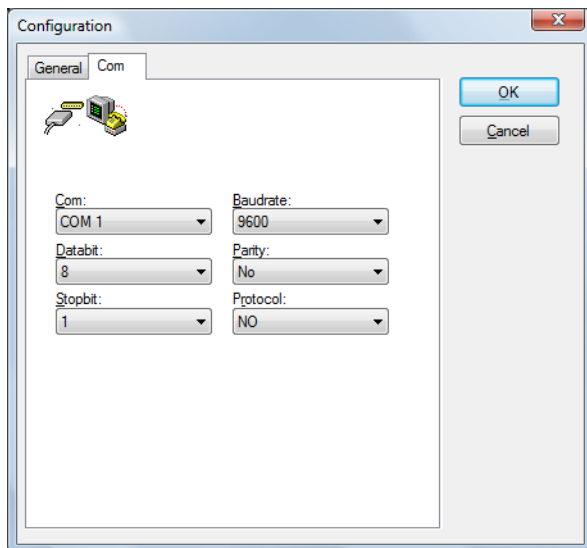 Configuration
General Com
OK
Cancel
Com: Baudrate:
COM 1 9600
Databit: Parity:
8 No
Stopbit: Protocol:
1 NO